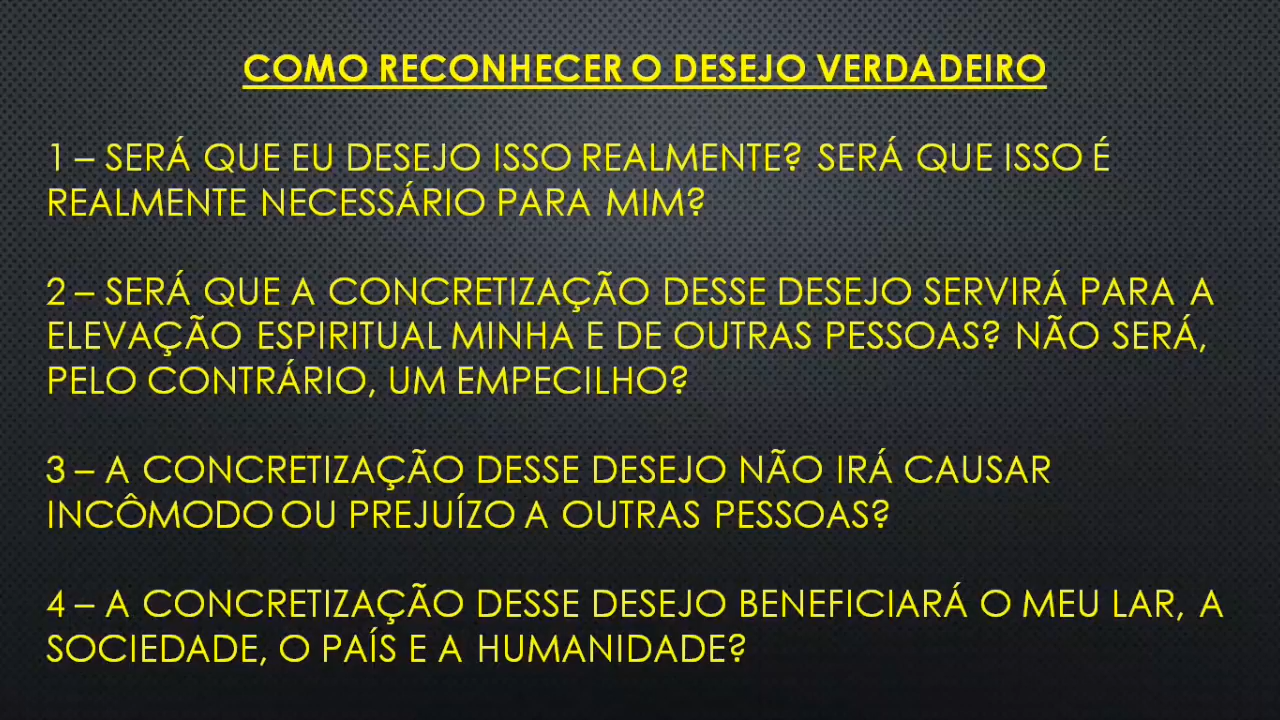 COMO RECONHECER O DESEJO VERDADEIRO
1 – SERÁ QUE EU DESEJO ISSO REALMENTE? SERÁ QUE ISSO É
REALMENTE NECESSÁRIO PARA MIM?
2 – SERÁ QUE A CONCRETIZAÇÃO DESSE DESEJO SERVIRÁ PARA A
ELEVAÇÃO ESPIRITUAL MINHA E DE OUTRAS PESSOAS? NÃO SERÁ,
PELO CONTRÁRIO, UM EMPECILHO?
3 – A CONCRETIZAÇÃO DESSE DESEJO NÃO IRÁ CAUSAR
INCÔMODO OU PREJUÍZO A OUTRAS PESSOAS?
4 – A CONCRETIZAÇÃO DESSE DESEJO BENEFICIARÁ O MEU LAR, A
SOCIEDADE, O PAÍS E A HUMANIDADE?